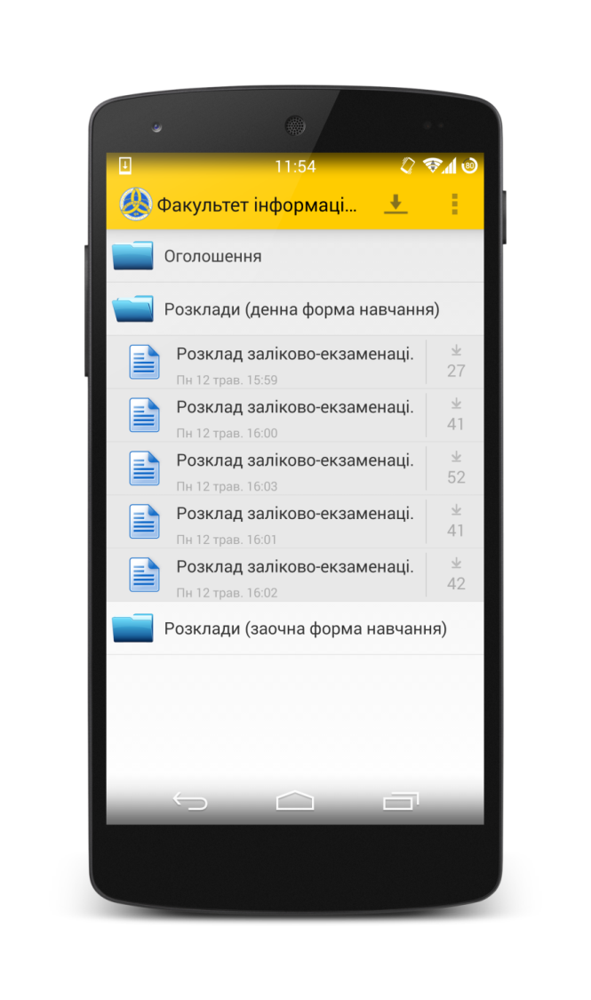 11:54
80
Факультет інформаці...
Оголошення
Розклади (денна форма навчання)
Розклад заліково-екзаменаці.
Пн 12 трав. 15:59
27
Розклад заліково-екзаменаці.
Пн 12 трав. 16:00
41
Розклад заліково-екзаменаці.
Пн 12 трав. 16:03
52
Розклад заліково-екзаменаці.
Пн 12 трав. 16:01
41
Розклад заліково-екзаменаці.
Пн 12 трав. 16:02
42
Розклади (заочна форма навчання)